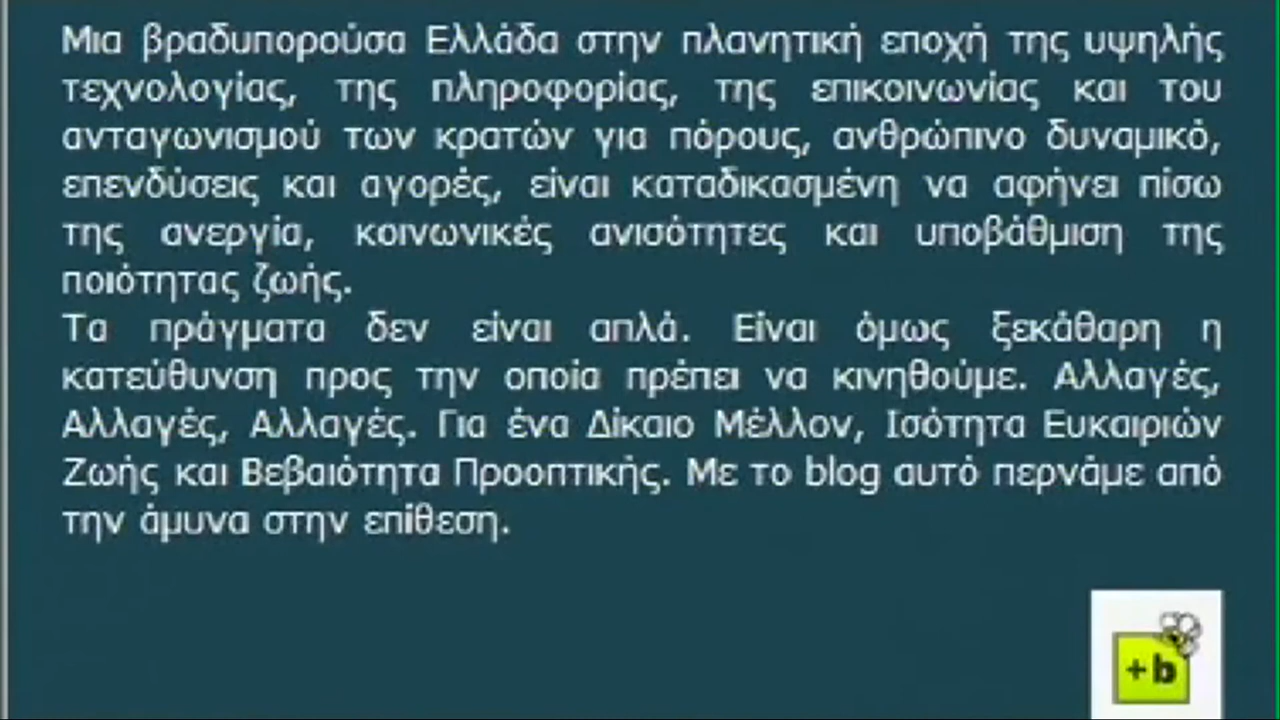 Μια βραδυπορούσα Ελλάδα στην πλανητική εποχή της υψηλής
τεχνολογίας, της πληροφορίας, της επικοινωνίας και του
ανταγωνισμού των κρατών για πόρους, ανθρώπινο δυναμικό,
επενδύσεις και αγορές, είναι καταδικασμένη να αφήνει πίσω
της ανεργία, κοινωνικές ανισότητες και υποβάθμιση της
ποιότητας ζωής.
Τα πράγματα δεν είναι απλά. Είναι όμως ξεκάθαρη η
κατεύθυνση προς την οποία πρέπει να κινηθούμε. Αλλαγές,
Αλλαγές, Αλλαγές. Για ένα Δίκαιο Μέλλον, Ισότητα Ευκαιριών
Ζωής και Βεβαιότητα Προοπτικής. Με το blog αυτό περνάμε από
την άμυνα στην επίθεση.
+b